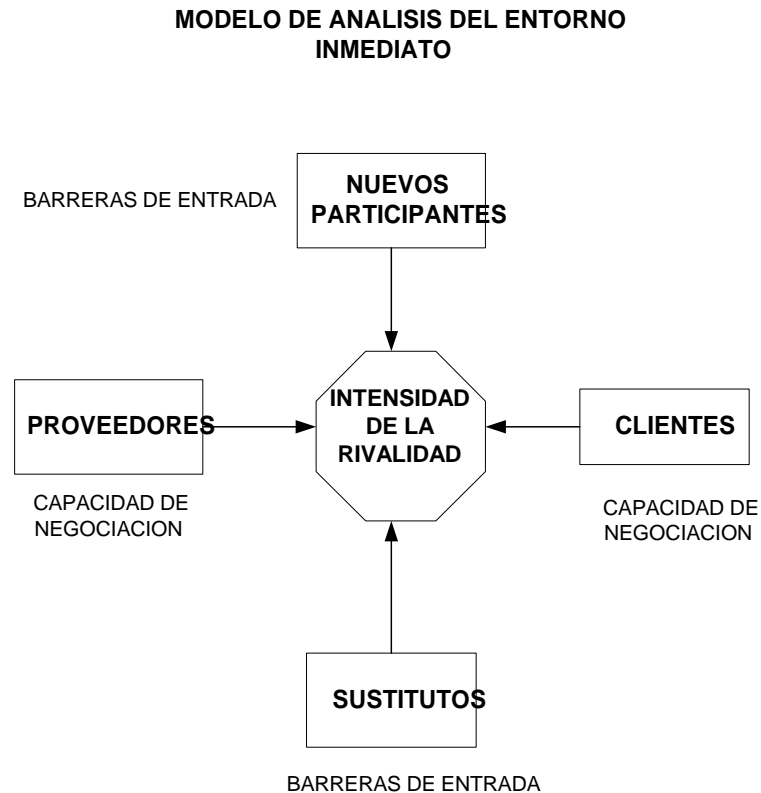 MODELO DE ANALISIS DEL ENTORNO
INMEDIATO
BARRERAS DE ENTRADA
NUEVOS
PARTICIPANTES
PROVEEDORES
CAPACIDAD DE
NEGOCIACION
INTENSIDAD
DE LA
RIVALIDAD
CLIENTES
CAPACIDAD DE
NEGOCIACION
SUSTITUTOS
BARRERAS DE ENTRADA